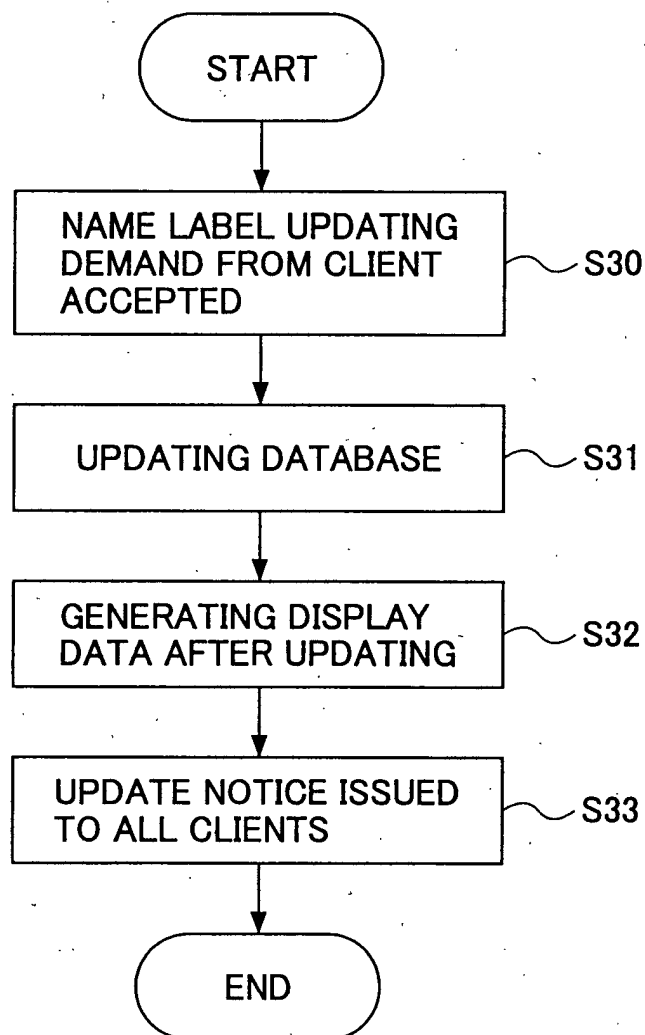 START
NAME LABEL UPDATING
DEMAND FROM CLIENT
ACCEPTED
S30
UPDATING DATABASE
S31
GENERATING DISPLAY
DATA AFTER UPDATING
S32
UPDATE NOTICE ISSUED
TO ALL CLIENTS
S33
END